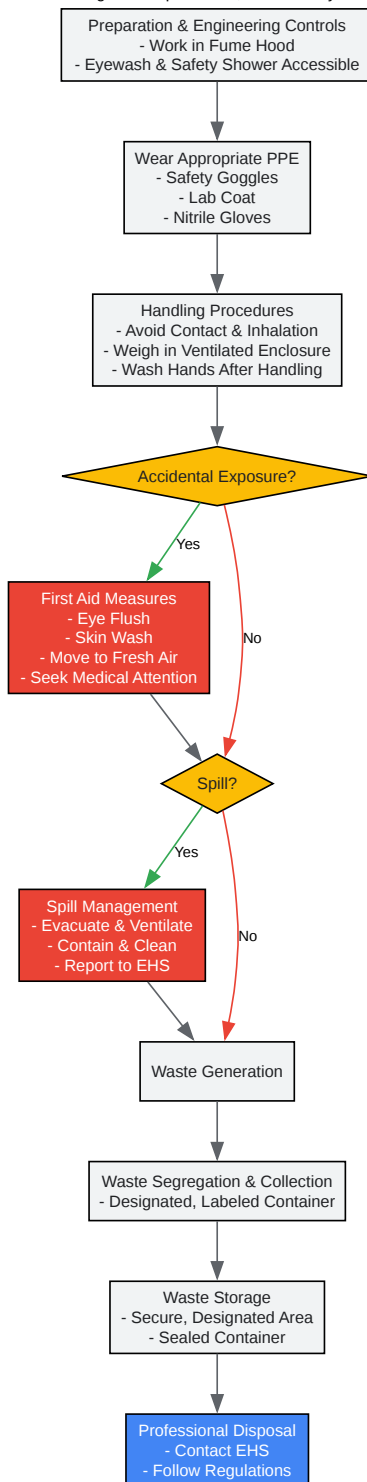 Preparation & Engineering Controls
- Work in Fume Hood
- Eyewash & Safety Shower Accessible
Wear Appropriate PPE
- Safety Goggles
- Lab Coat
- Nitrile Gloves
Handling Procedures
- Avoid Contact & Inhalation
- Weigh in Ventilated Enclosure
- Wash Hands After Handling
Accidental Exposure?
Yes
First Aid Measures
- Eye Flush
- Skin Wash
- Move to Fresh Air
- Seek Medical Attention
No
Spill?
Yes
Spill Management
- Evacuate & Ventilate
- Contain & Clean
- Report to EHS
No
Waste Generation
Waste Segregation & Collection
- Designated, Labeled Container
Waste Storage
- Secure, Designated Area
- Sealed Container
Professional Disposal
- Contact EHS
- Follow Regulations